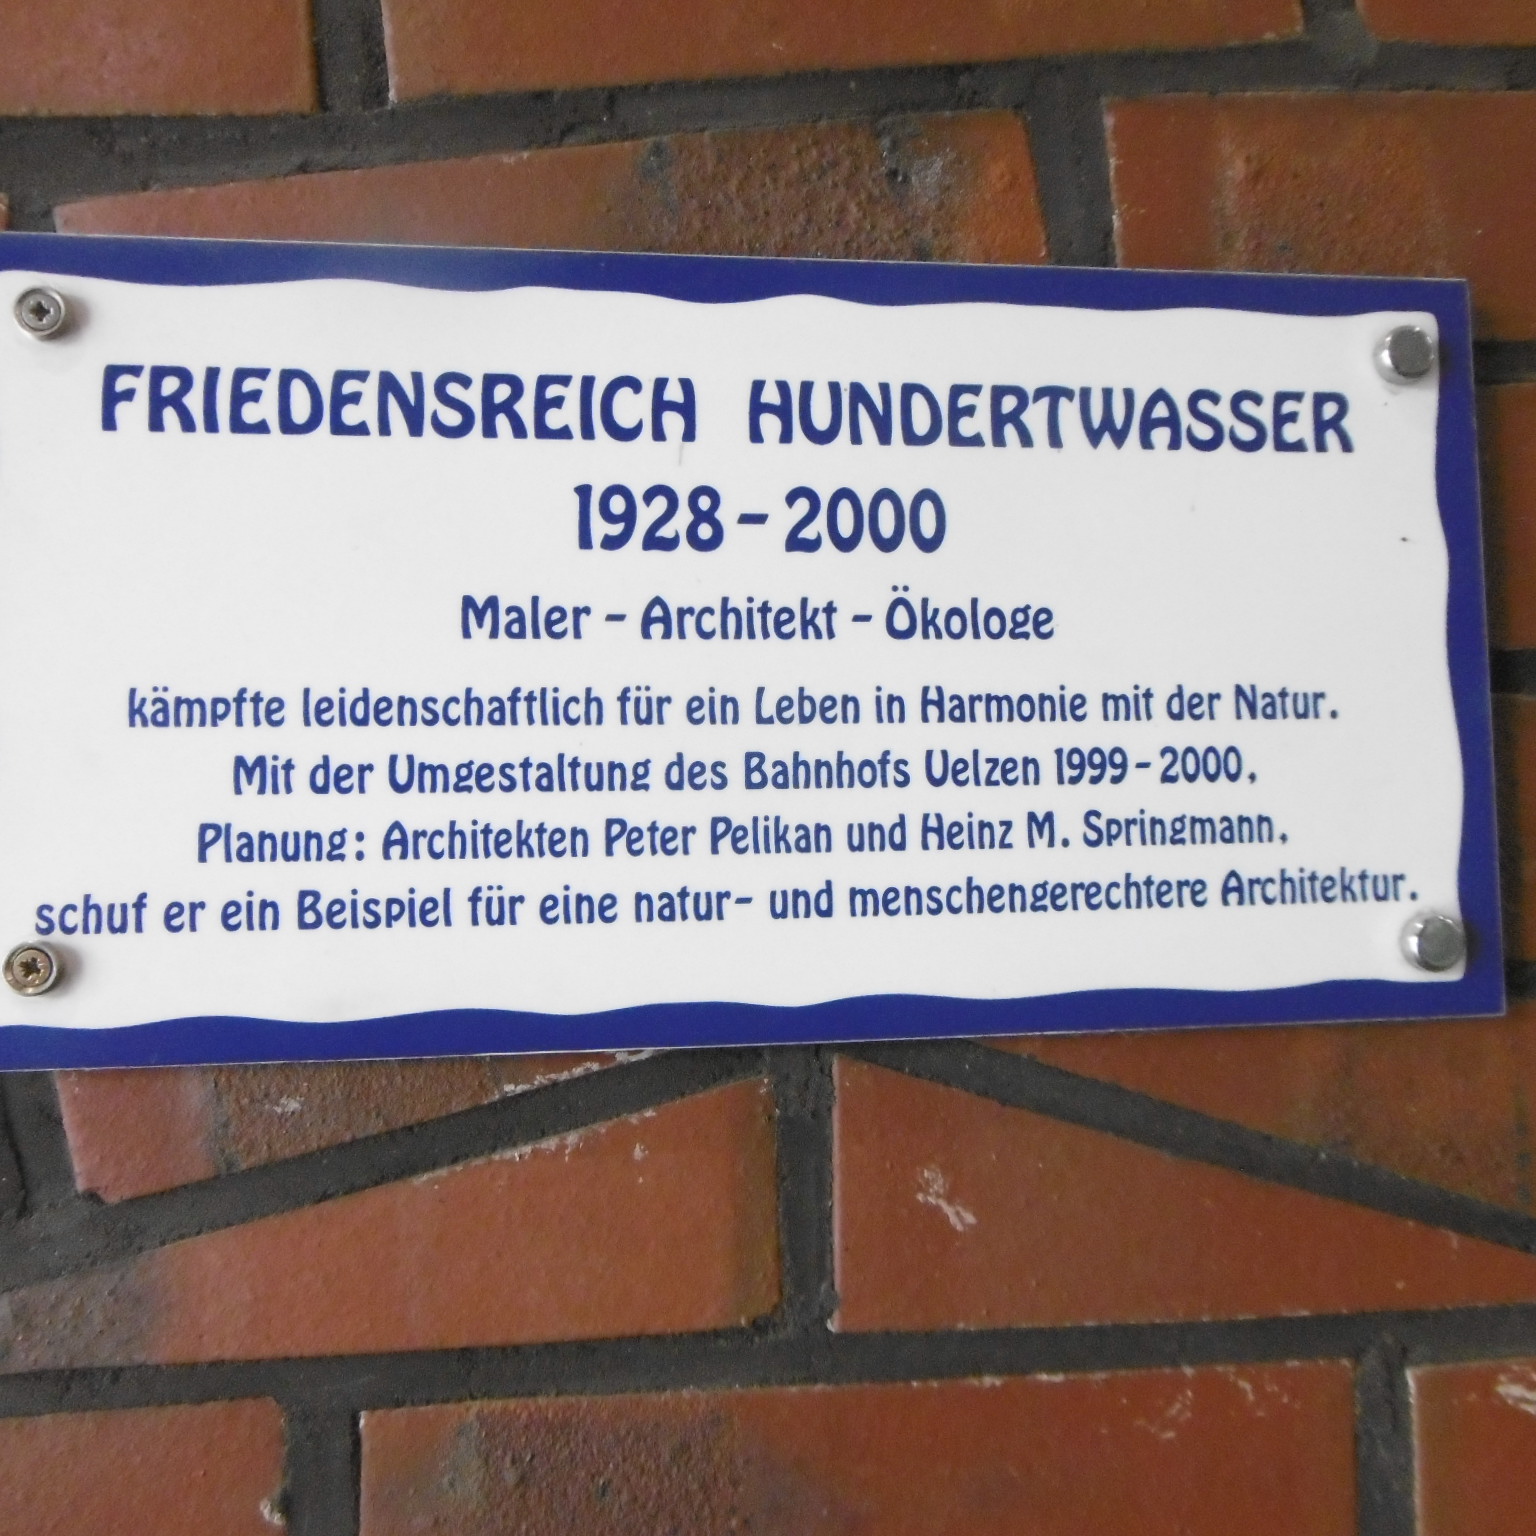 FRIEDENSREICH HUNDERTWASSER
1928 - 2000
Maler - Architekt - Ökologe
kämpfte leidenschaftlich für ein Leben in Harmonie mit der Natur.
Mit der Umgestaltung des Bahnhofs Uelzen 1999 - 2000,
Planung: Architekten Peter Pelikan und Heinz M. Springmann,
schuf er ein Beispiel für eine natur- und menschengerechtere Architektur.